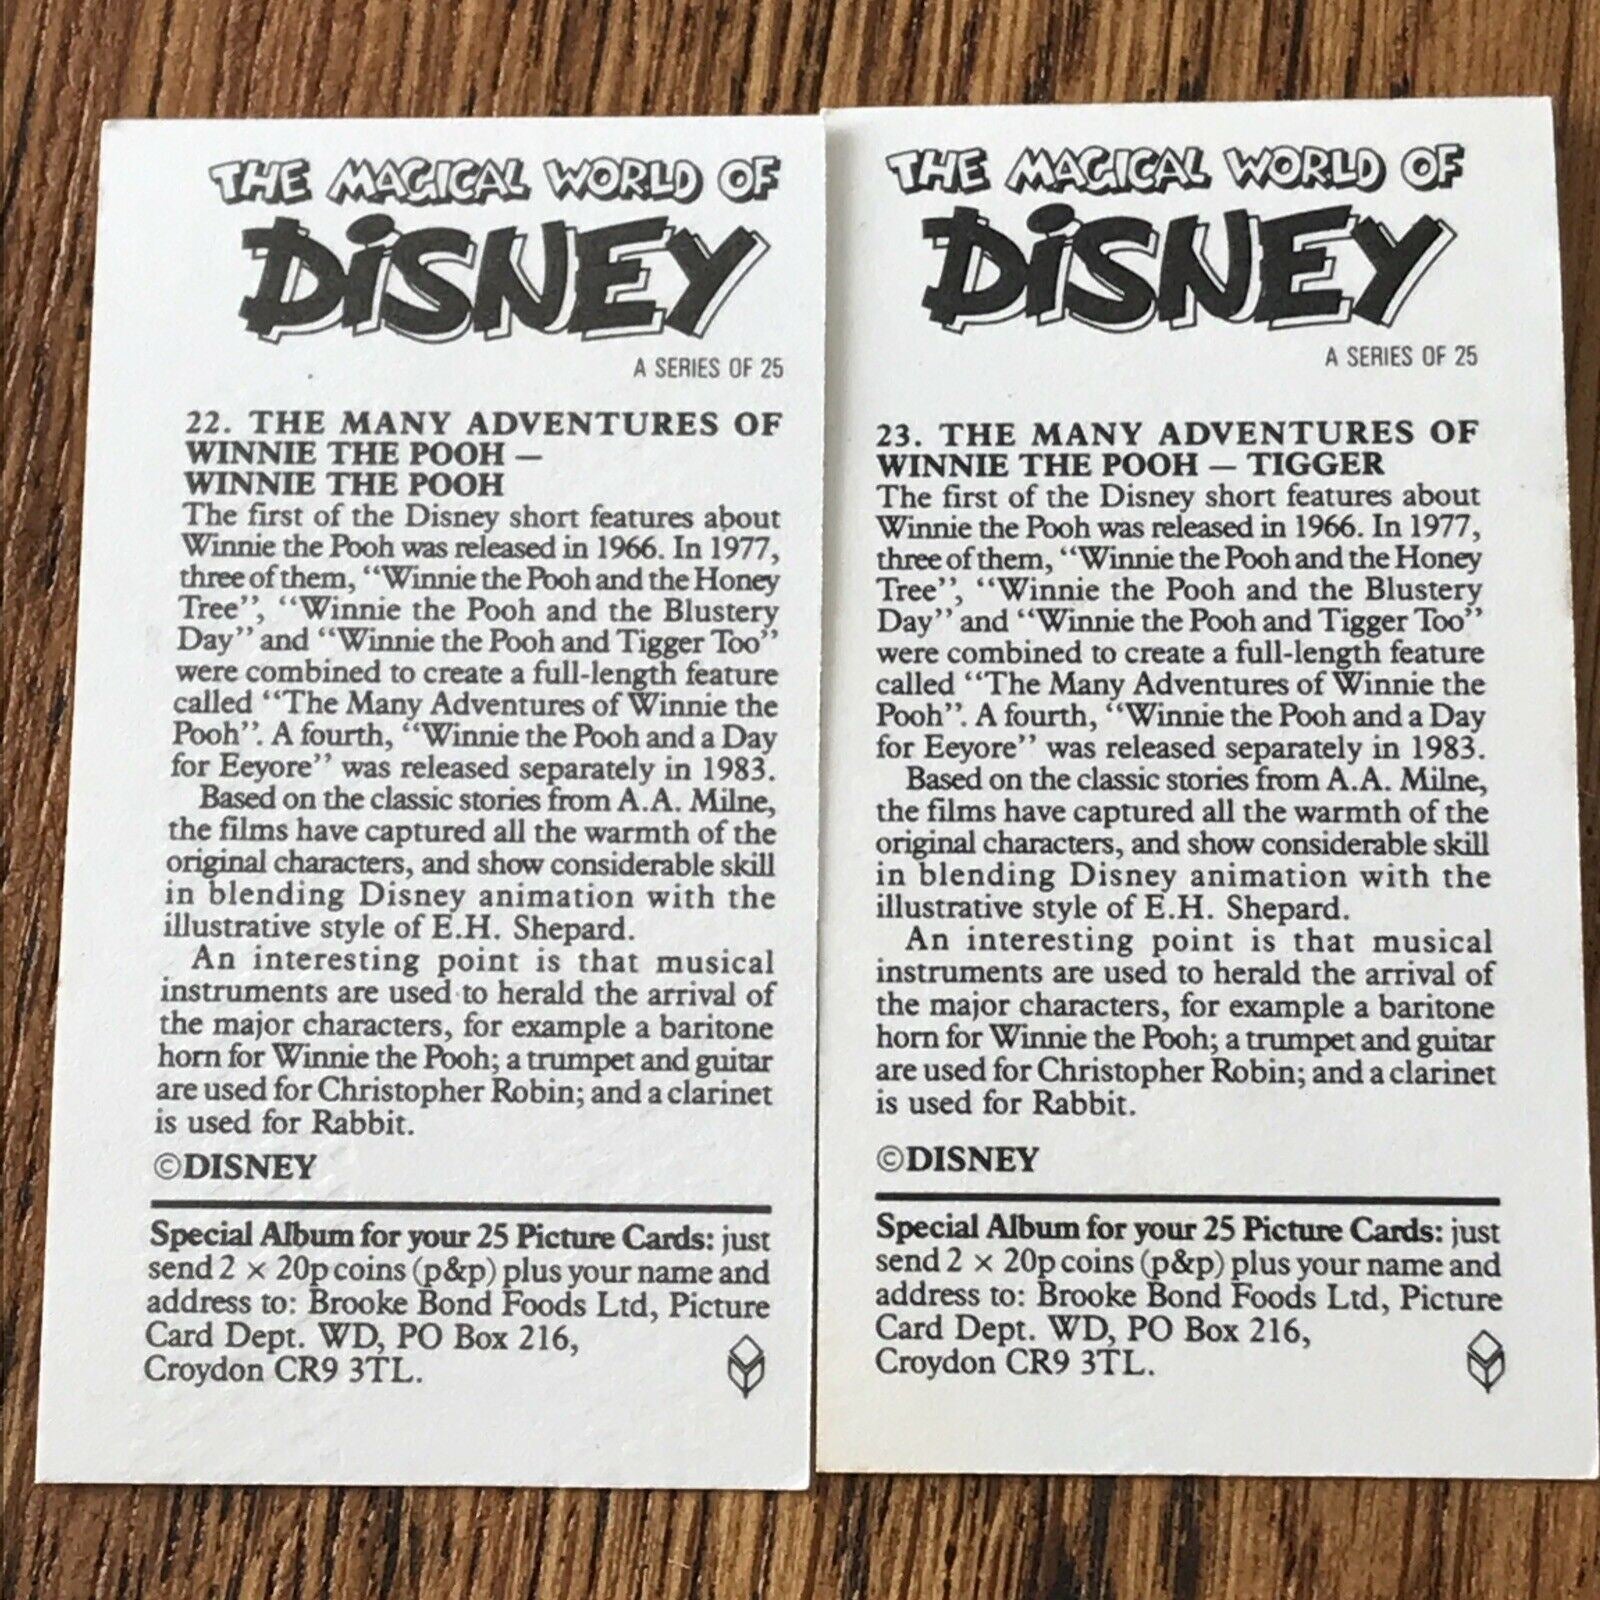 THE MAGICAL WORLD OF
DiSNEY
A SERIES OF 25
22. THE MANY ADVENTURES OF
WINNIE THE POOH —
WINNIE THE POOH
The first of the Disney short features about
Winnie the Pooh was released in 1966. In 1977,
three of them, “Winnie the Pooh and the Honey
Tree”, “Winnie the Pooh and the Blustery
Day” and “Winnie the Pooh and Tigger Too”
were combined to create a full-length feature
called “The Many Adventures of Winnie the
Pooh”. A fourth, “Winnie the Pooh and a Day
for Eeyore” was released separately in 1983.
Based on the classic stories from A.A. Milne,
the films have captured all the warmth of the
original characters, and show considerable skill
in blending Disney animation with the
illustrative style of E.H. Shepard.
An interesting point is that musical
instruments are used to herald the arrival of
the major characters, for example a baritone
horn for Winnie the Pooh; a trumpet and guitar
are used for Christopher Robin; and a clarinet
is used for Rabbit.
©DISNEY
Special Album for your 25 Picture Cards: just
send 2 × 20p coins (p&p) plus your name and
address to: Brooke Bond Foods Ltd, Picture
Card Dept. WD, PO Box 216,
Croydon CR9 3TL.
THE MAGICAL WORLD OF
DiSNEY
A SERIES OF 25
23. THE MANY ADVENTURES OF
WINNIE THE POOH — TIGGER
The first of the Disney short features about
Winnie the Pooh was released in 1966. In 1977,
three of them, “Winnie the Pooh and the Honey
Tree”, “Winnie the Pooh and the Blustery
Day” and “Winnie the Pooh and Tigger Too”
were combined to create a full-length feature
called “The Many Adventures of Winnie the
Pooh”. A fourth, “Winnie the Pooh and a Day
for Eeyore” was released separately in 1983.
Based on the classic stories from A.A. Milne,
the films have captured all the warmth of the
original characters, and show considerable skill
in blending Disney animation with the
illustrative style of E.H. Shepard.
An interesting point is that musical
instruments are used to herald the arrival of
the major characters, for example a baritone
horn for Winnie the Pooh; a trumpet and guitar
are used for Christopher Robin; and a clarinet
is used for Rabbit.
©DISNEY
Special Album for your 25 Picture Cards: just
send 2 × 20p coins (p&p) plus your name and
address to: Brooke Bond Foods Ltd, Picture
Card Dept. WD, PO Box 216,
Croydon CR9 3TL.